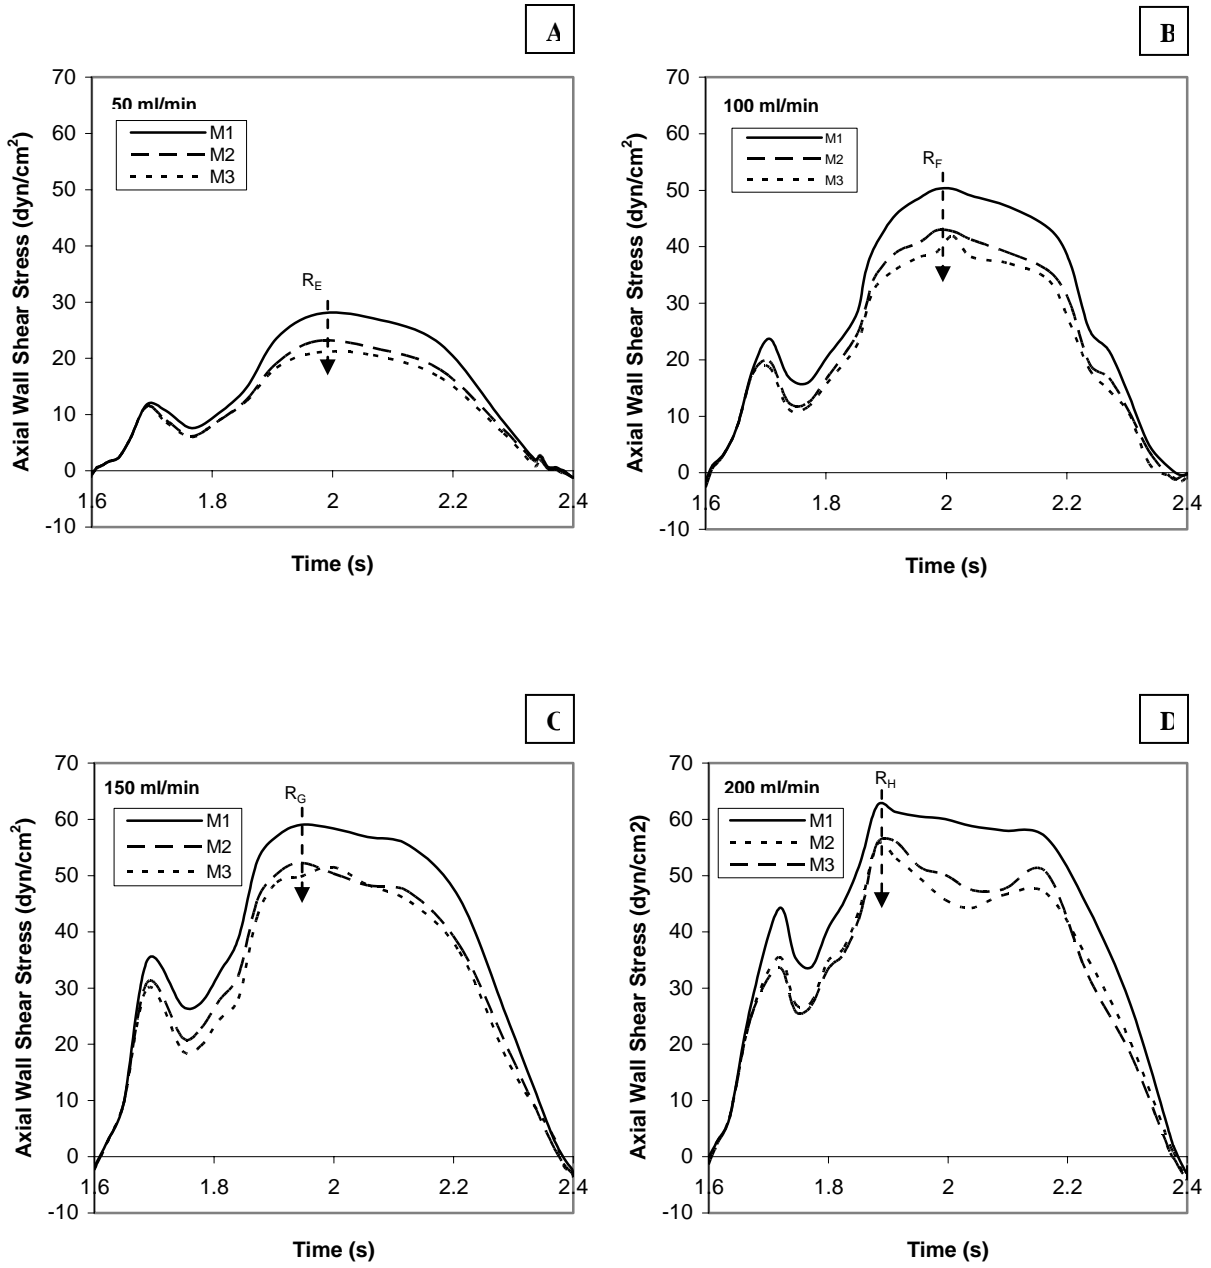 A
B
70
60
50
40
30
20
10
0
-10
Axial Wall Shear Stress (dyn/cm²)
50 ml/min
M1
M2
M3
R_E
1.6
1.8
2
2.2
2.4
Time (s)
70
60
50
40
30
20
10
0
-10
Axial Wall Shear Stress (dyn/cm²)
100 ml/min
M1
M2
M3
R_F
1.6
1.8
2
2.2
2.4
Time (s)
C
D
70
60
50
40
30
20
10
0
-10
Axial Wall Shear Stress (dyn/cm²)
150 ml/min
M1
M2
M3
R_G
1.6
1.8
2
2.2
2.4
Time (s)
70
60
50
40
30
20
10
0
-10
Axial Wall Shear Stress (dyn/cm2)
200 ml/min
M1
M2
M3
R_H
1.6
1.8
2
2.2
2.4
Time (s)